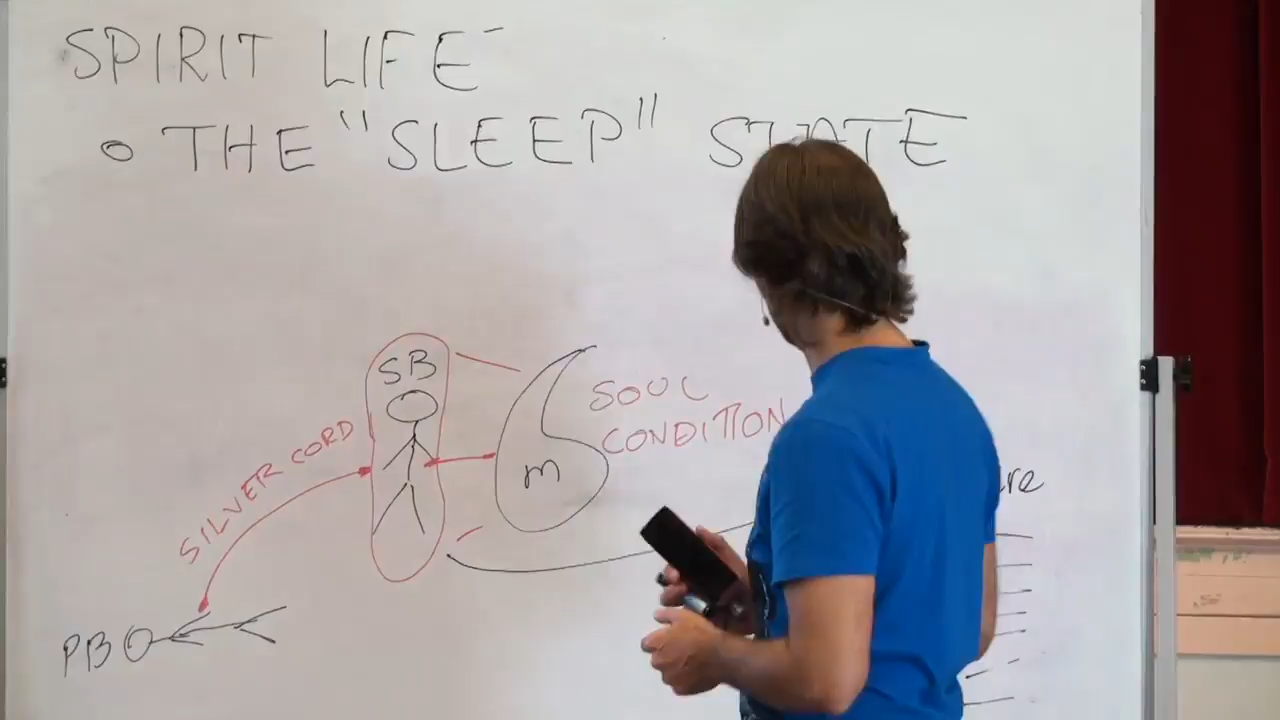 SPIRIT LIFE
• THE "SLEEP" STATE
SB
SOUL
CONDITION
SILVER CORD
m
PB